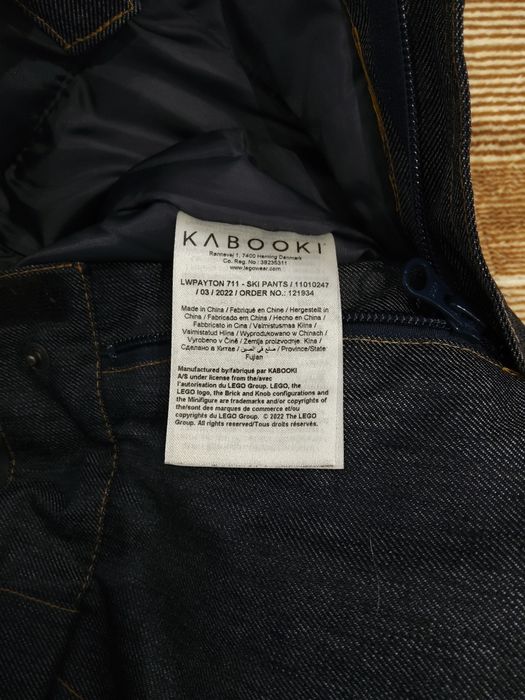 KABOOKI
Rannevej 1, 7400 Herning Danmark
Co. Reg. No : 38235311
www.legowear.com
LWPAYTON 711 - SKI PANTS / 11010247
/ 03 / 2022 / ORDER NO.: 121934
Made in China / Fabriqué en Chine / Hergestellt in
China / Fabricado em China / Hecho en China /
Fabbricato in Cina / Valmistusmaa Kiina /
Valmistatud Hiina / Wyprodukowano w Chinach /
Vyrobeno v Číně / Zemlja proizvodnje: Kina /
Сделано в Китае / صنع في الصين / Province/State
Fujian
Manufactured by/fabriqué par KABOOKI
A/S under license from the/avec
l'autorisation du LEGO Group. LEGO, the
LEGO logo, the Brick and Knob configurations and
the Minifigure are trademarks and/or copyrights of
the/sont des marques de commerce et/ou
copyrights du LEGO Group. © 2022 The LEGO
Group. All rights reserved/Tous droits réservés.